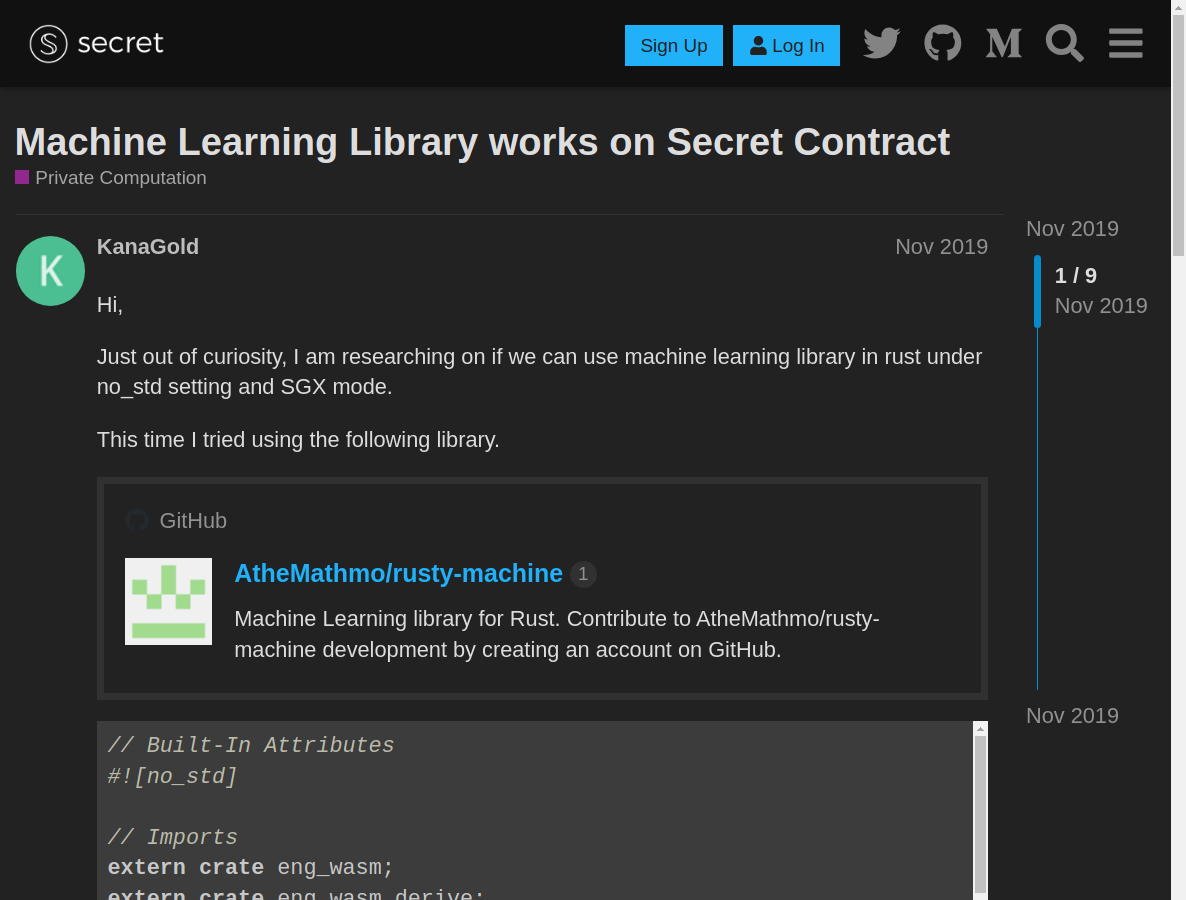 secret
Sign Up
Log In
Machine Learning Library works on Secret Contract
Private Computation
KanaGold
Nov 2019
Nov 2019
1 / 9
Nov 2019
Hi,
Just out of curiosity, I am researching on if we can use machine learning library in rust under
no_std setting and SGX mode.
This time I tried using the following library.
GitHub
AtheMathmo/rusty-machine 1
Machine Learning library for Rust. Contribute to AtheMathmo/rusty-
machine development by creating an account on GitHub.
Nov 2019
// Built-In Attributes
#![no_std]
// Imports
extern crate eng_wasm;
extern crate eng_wasm_derive;